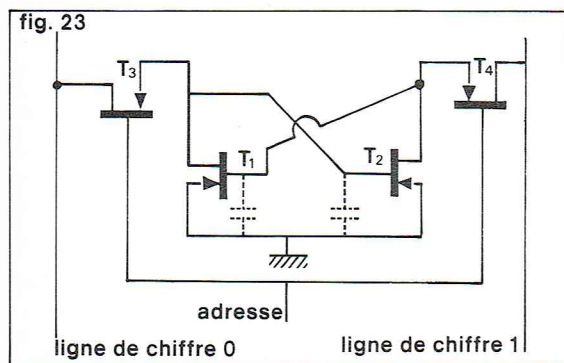 fig. 23
T3
T4
T1
T2
adresse
ligne de chiffre 0
ligne de chiffre 1